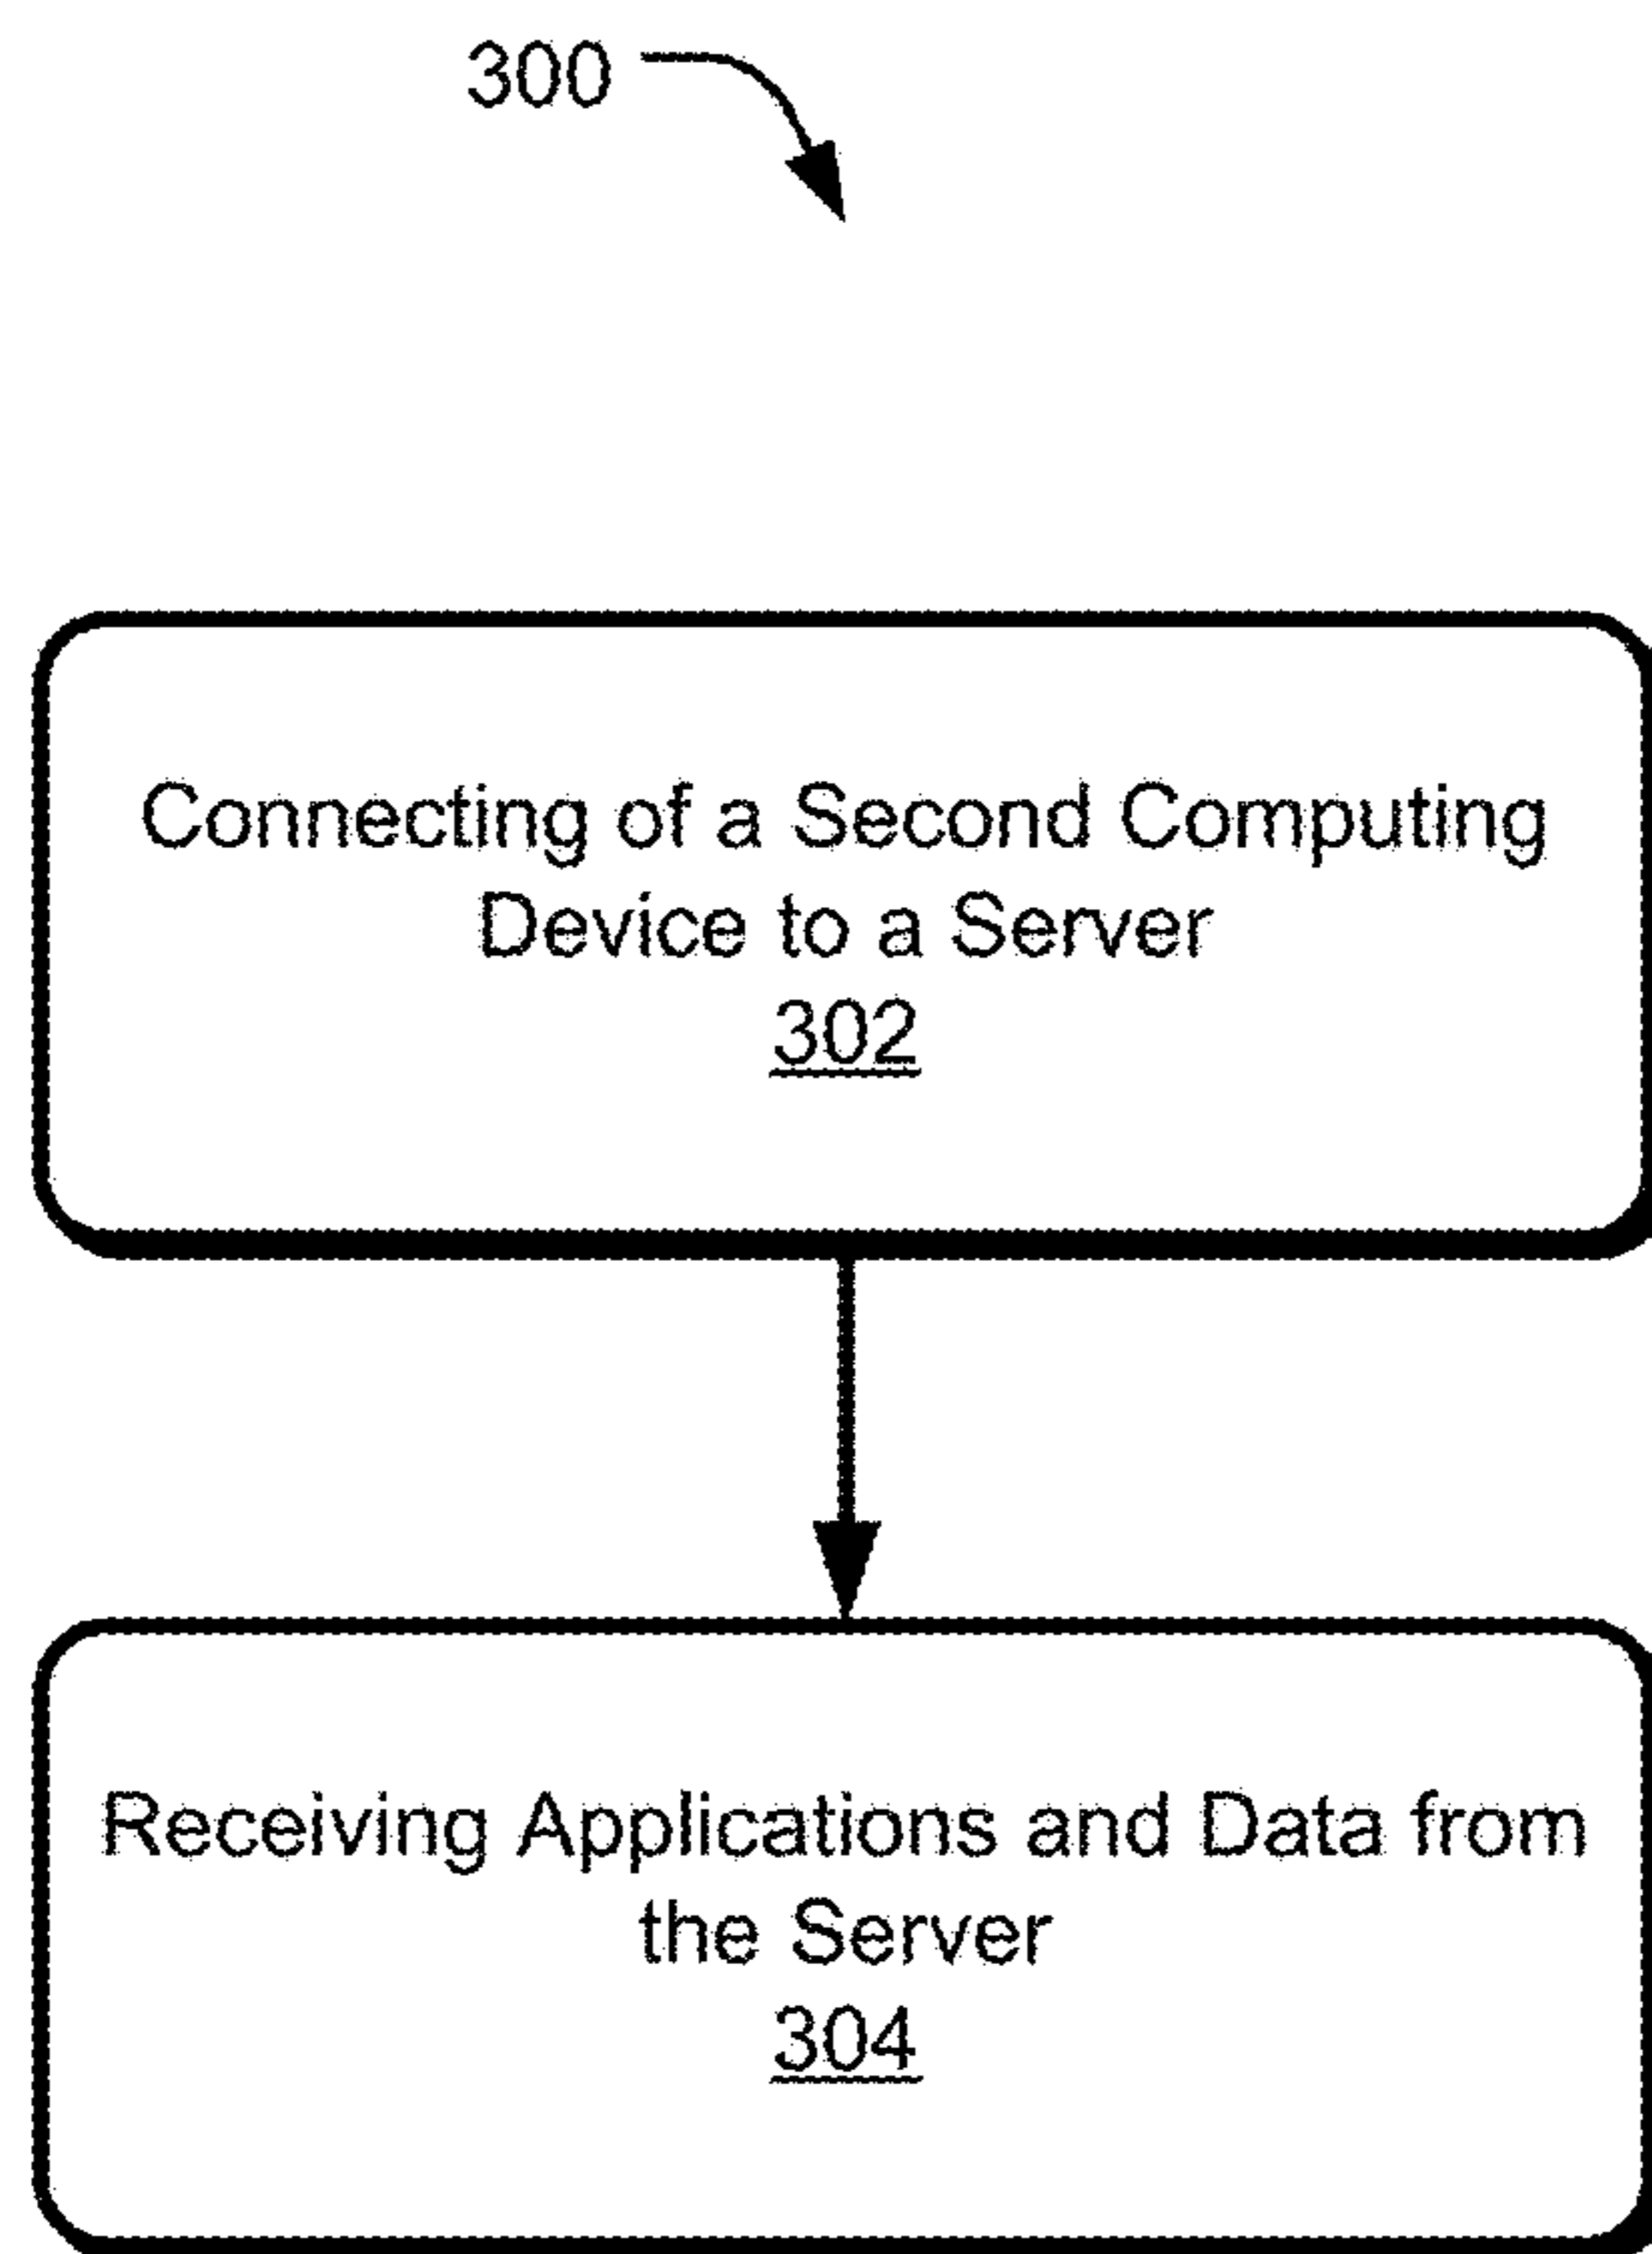 300
Connecting of a Second Computing
Device to a Server
302
Receiving Applications and Data from
the Server
304